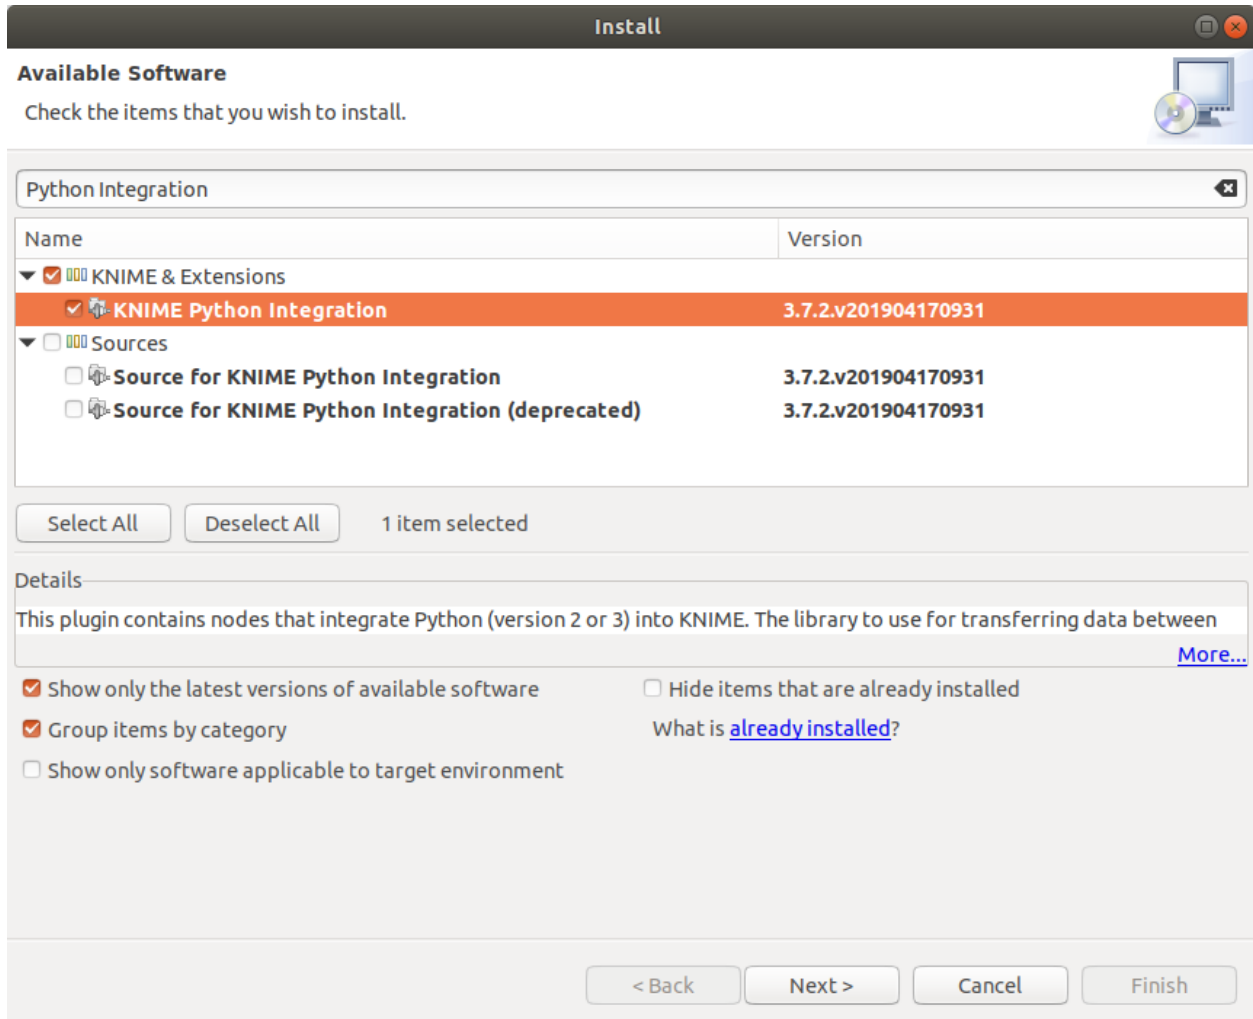 Install
Available Software
Check the items that you wish to install.
Python Integration
Name Version
KNIME & Extensions
KNIME Python Integration 3.7.2.v201904170931
Sources
Source for KNIME Python Integration 3.7.2.v201904170931
Source for KNIME Python Integration (deprecated) 3.7.2.v201904170931
Select All Deselect All 1 item selected
Details
This plugin contains nodes that integrate Python (version 2 or 3) into KNIME. The library to use for transferring data between
More...
Show only the latest versions of available software Hide items that are already installed
Group items by category What is already installed?
Show only software applicable to target environment
< Back Next > Cancel Finish